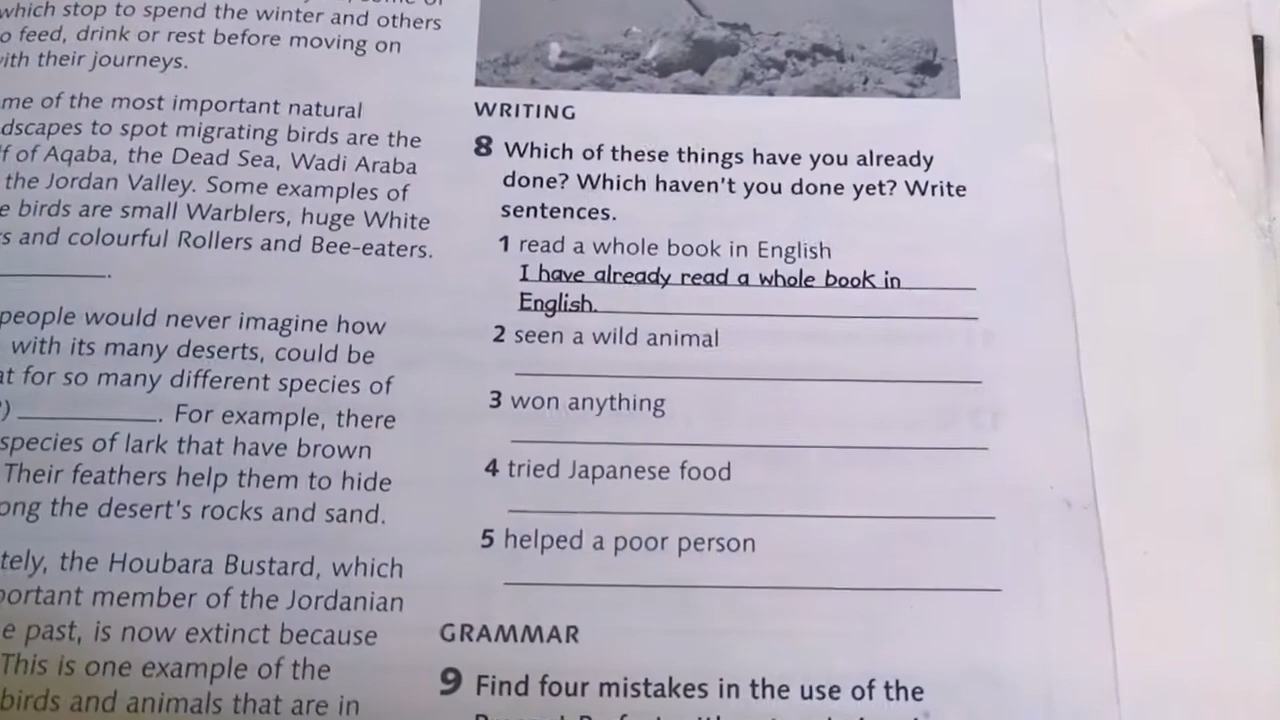 which stop to spend the winter and others
o feed, drink or rest before moving on
with their journeys.
me of the most important natural
dscapes to spot migrating birds are the
f of Aqaba, the Dead Sea, Wadi Araba
the Jordan Valley. Some examples of
e birds are small Warblers, huge White
s and colourful Rollers and Bee-eaters.
people would never imagine how
with its many deserts, could be
at for so many different species of
) . For example, there
species of lark that have brown
Their feathers help them to hide
ong the desert's rocks and sand.
tely, the Houbara Bustard, which
portant member of the Jordanian
e past, is now extinct because
This is one example of the
birds and animals that are in
WRITING
8 Which of these things have you already
done? Which haven't you done yet? Write
sentences.
1 read a whole book in English
I have already read a whole book in
English.
2 seen a wild animal
3 won anything
4 tried Japanese food
5 helped a poor person
GRAMMAR
9 Find four mistakes in the use of the